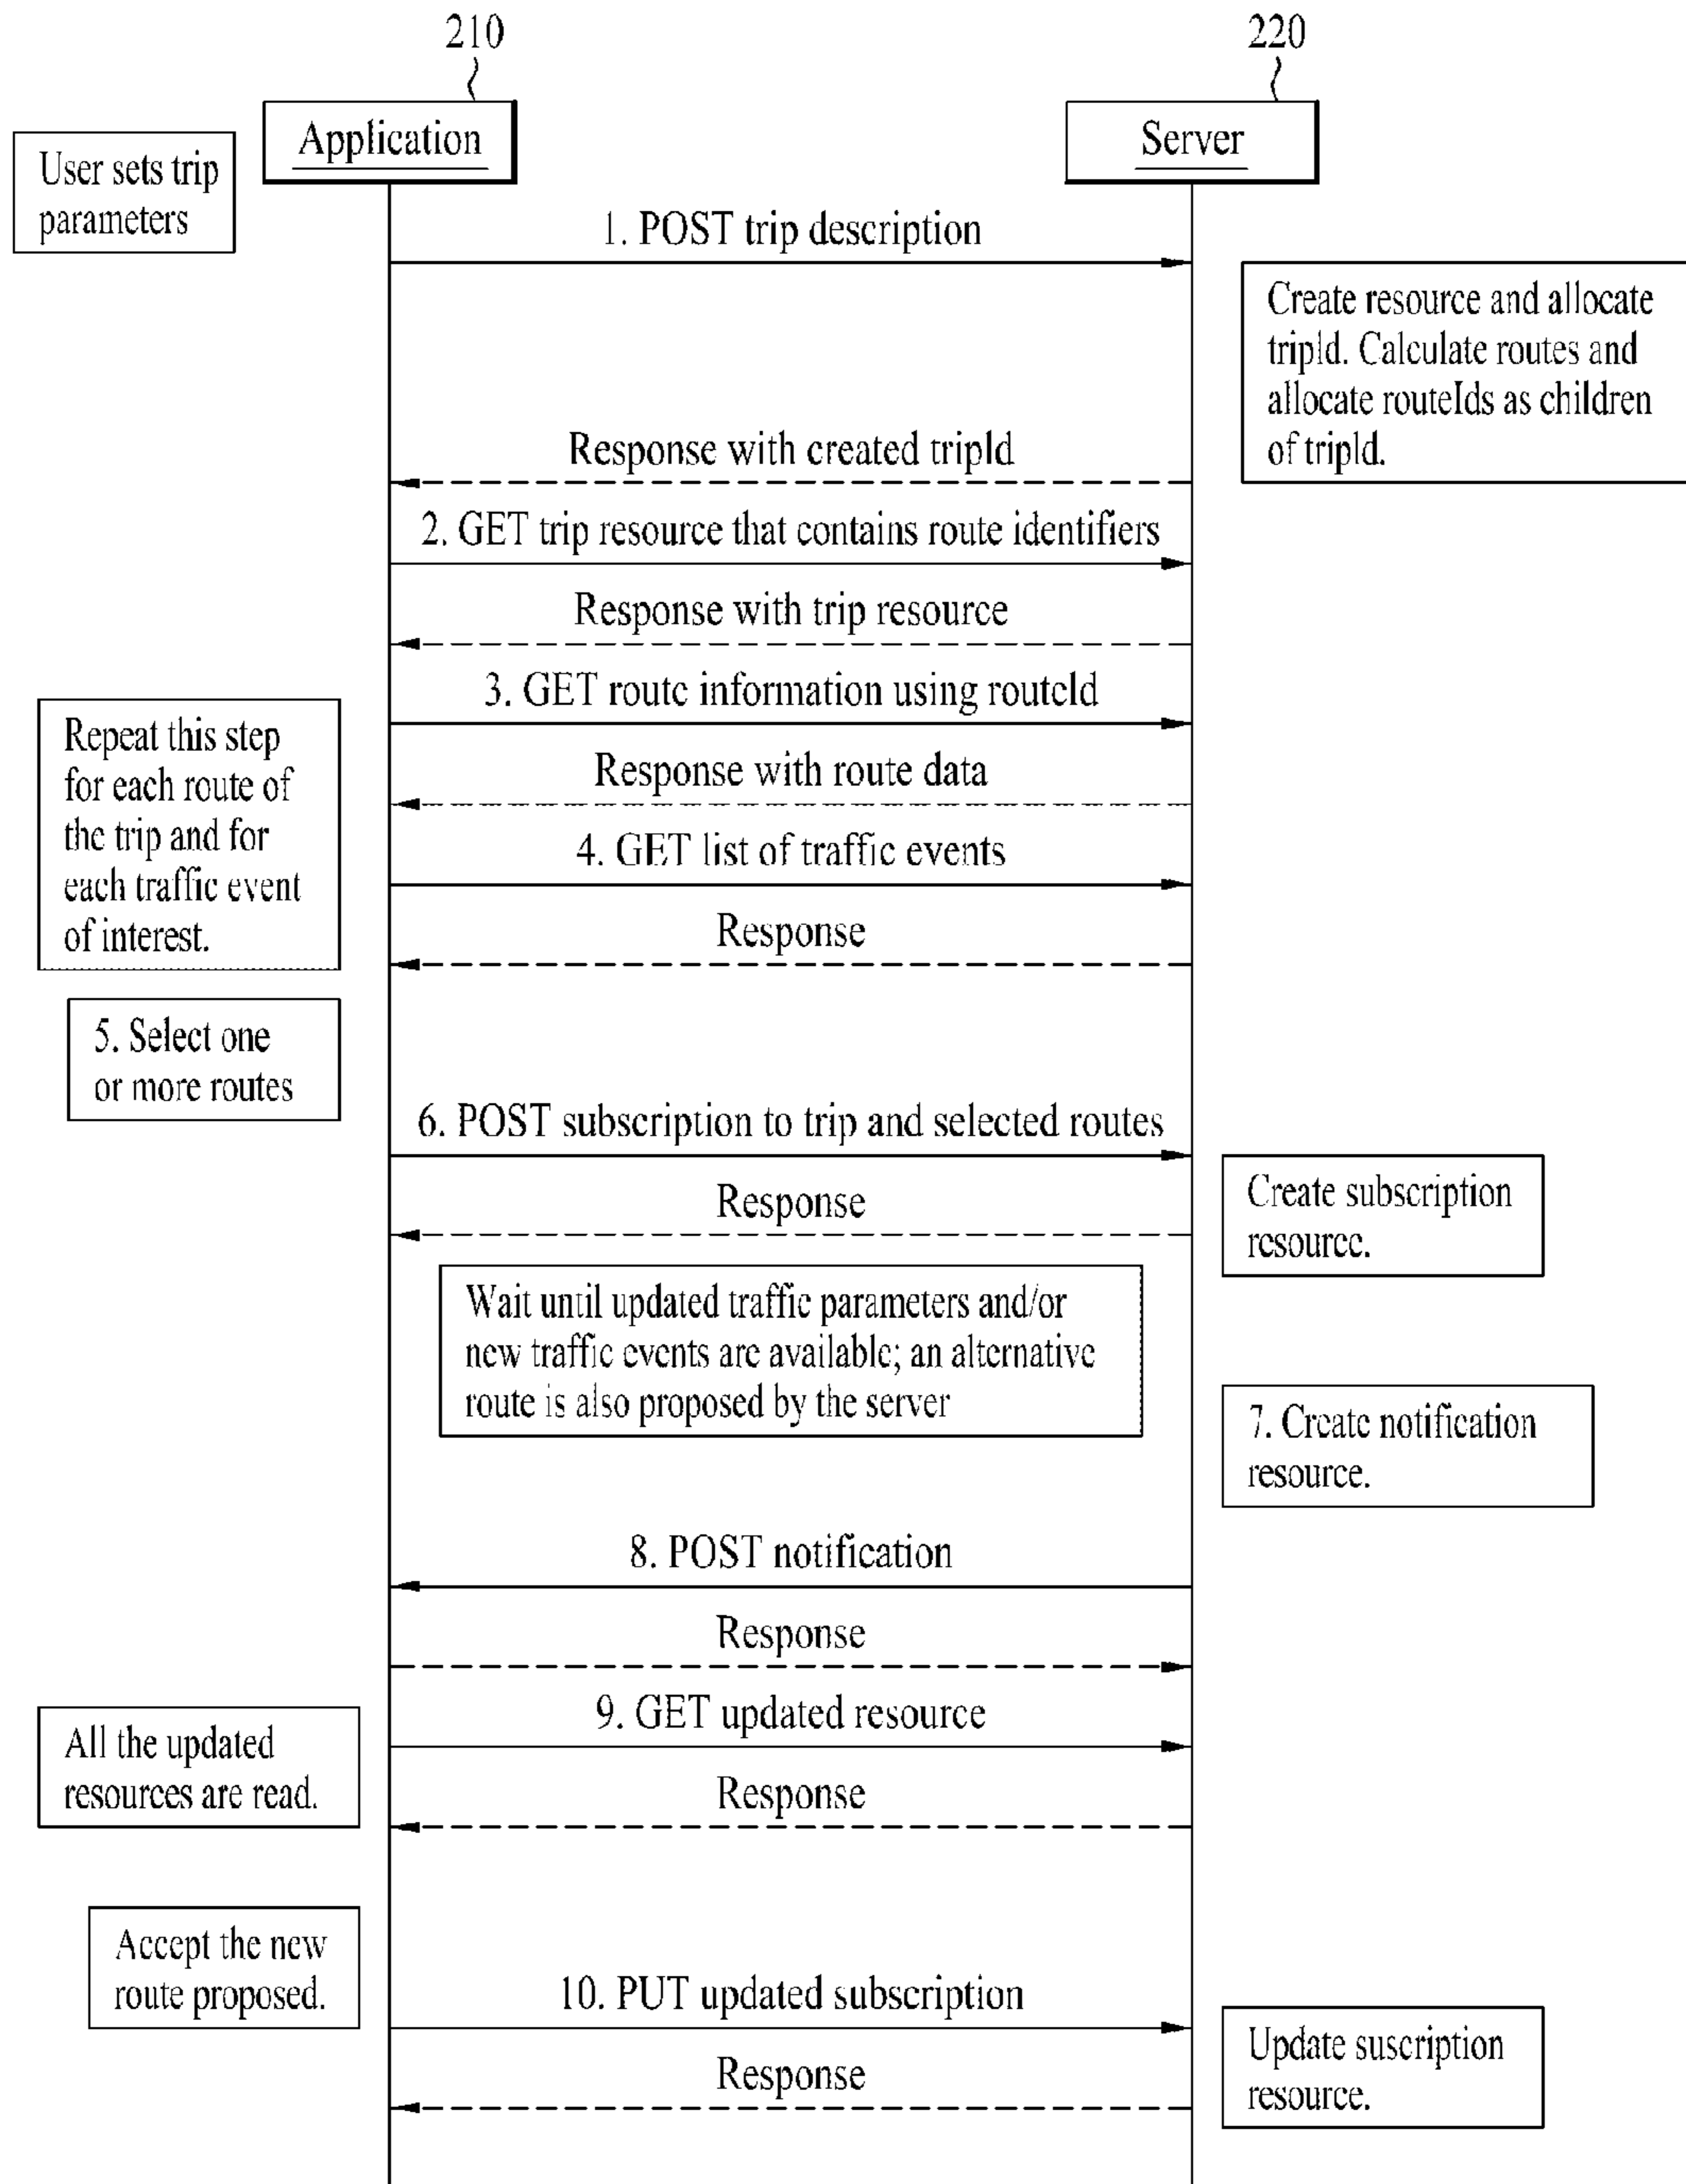 210
220
Application
Server
User sets trip
parameters
1. POST trip description
Create resource and allocate
tripId. Calculate routes and
allocate routeIds as children
of tripId.
Response with created tripId
2. GET trip resource that contains route identifiers
Response with trip resource
3. GET route information using routeId
Repeat this step
for each route of
the trip and for
each traffic event
of interest.
Response with route data
4. GET list of traffic events
Response
5. Select one
or more routes
6. POST subscription to trip and selected routes
Response
Create subscription
resource.
Wait until updated traffic parameters and/or
new traffic events are available; an alternative
route is also proposed by the server
7. Create notification
resource.
8. POST notification
Response
9. GET updated resource
All the updated
resources are read.
Response
Accept the new
route proposed.
10. PUT updated subscription
Update suscription
resource.
Response